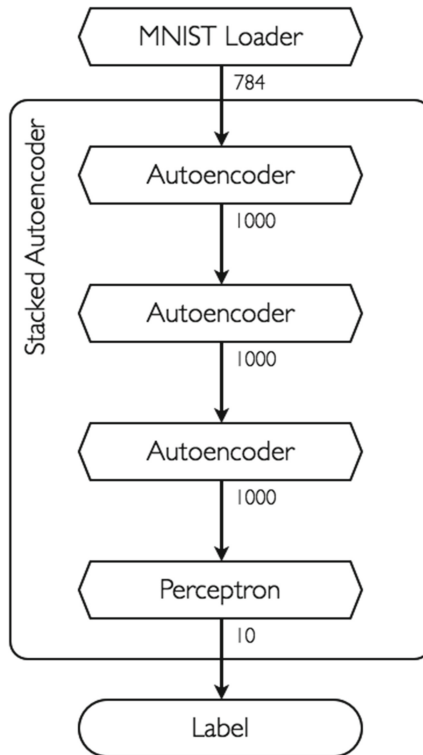 MNIST Loader
784
Stacked Autoencoder
Autoencoder
1000
Autoencoder
1000
Autoencoder
1000
Perceptron
10
Label